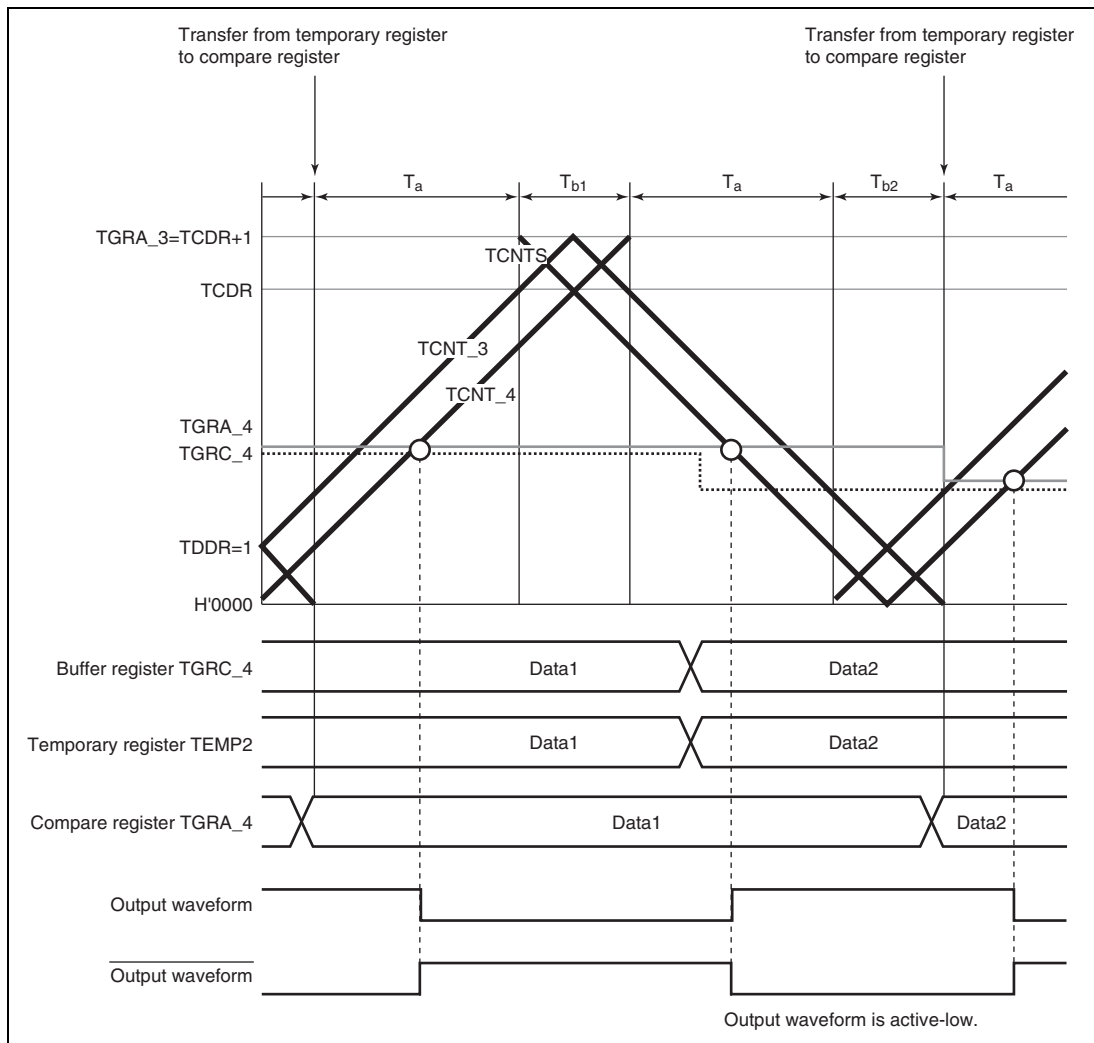 Transfer from temporary register
to compare register
Transfer from temporary register
to compare register
Ta
Tb1
Ta
Tb2
Ta
TGRA_3=TCDR+1
TCNTS
TCDR
TCNT_3
TCNT_4
TGRA_4
TGRC_4
TDDR=1
H'0000
Buffer register TGRC_4
Data1
Data2
Temporary register TEMP2
Data1
Data2
Compare register TGRA_4
Data1
Data2
Output waveform
Output waveform
Output waveform is active-low.